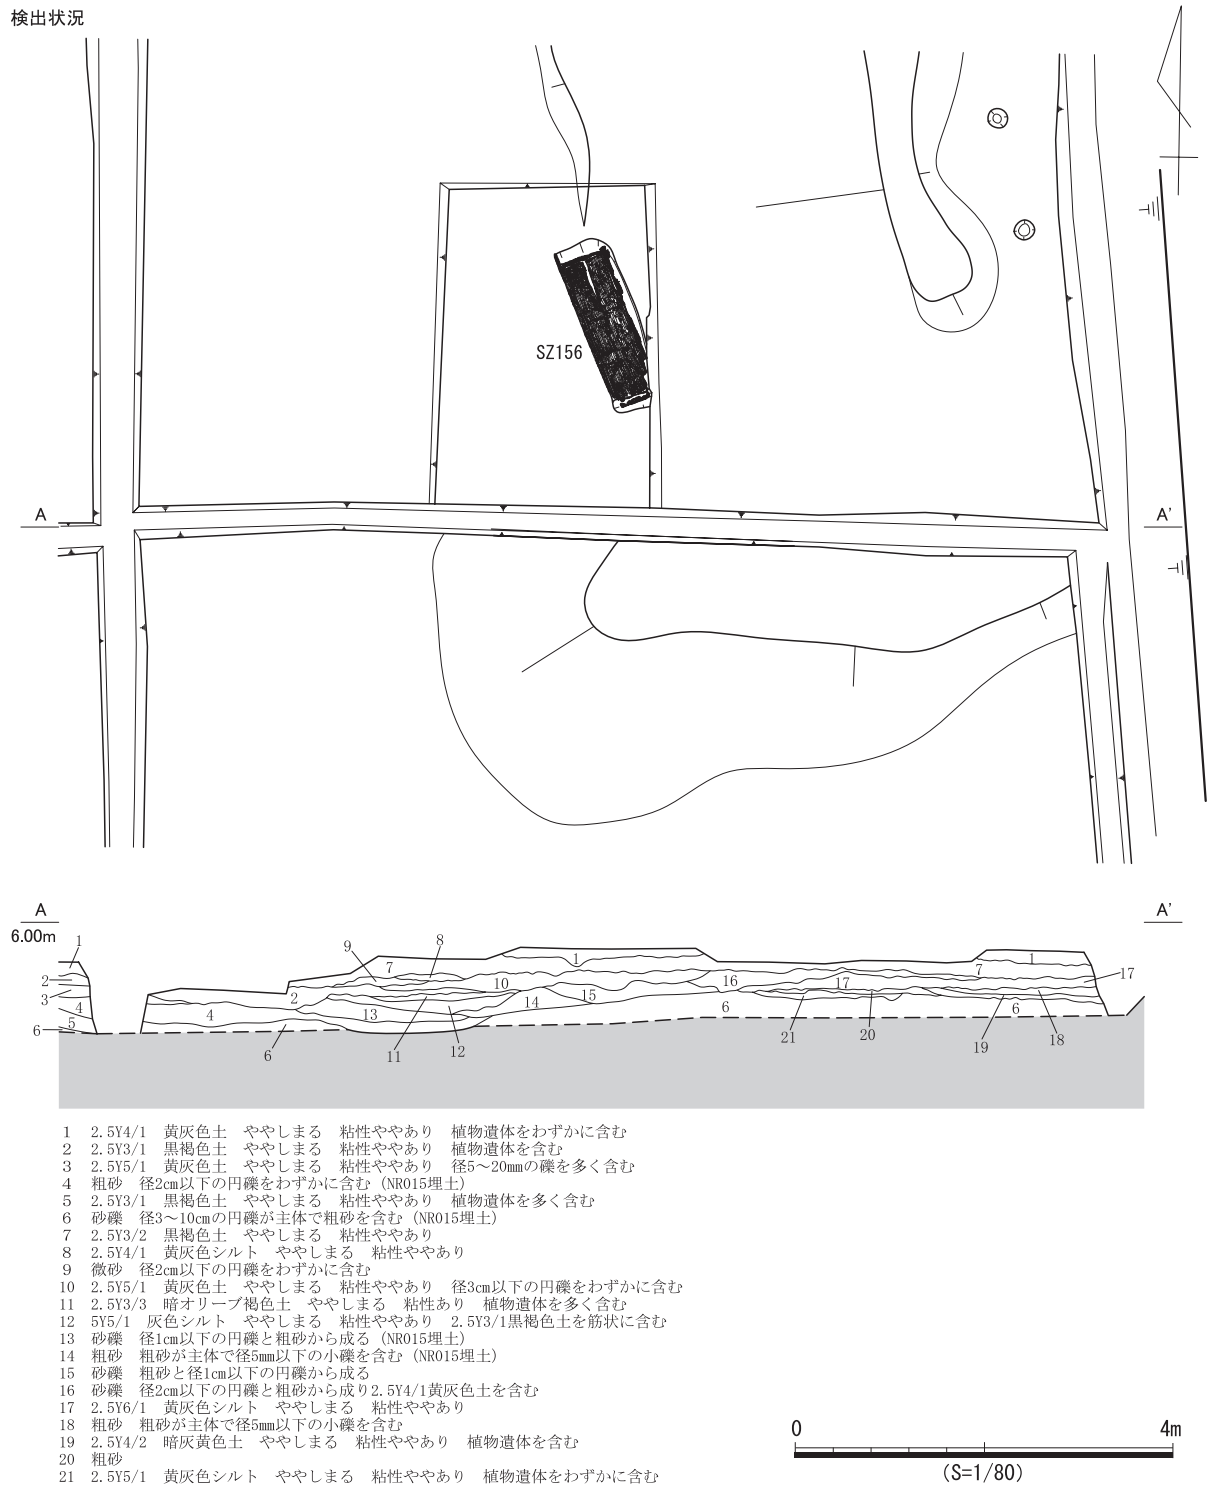 検出状況
SZ156
A
A'
A
A'
6.00m
1
2
3
4
5
6
4
2
6
13
9
7
8
10
11
12
14
15
1
16
6
17
21
20
7
1
17
6
19
18
1 2.5Y4/1 黄灰色土 ややしまる 粘性ややあり 植物遺体をわずかに含む
2 2.5Y3/1 黒褐色土 ややしまる 粘性ややあり 植物遺体を含む
3 2.5Y5/1 黄灰色土 ややしまる 粘性ややあり 径5～20mmの礫を多く含む
4 粗砂 径2cm以下の円礫をわずかに含む（NR015埋土）
5 2.5Y3/1 黒褐色土 ややしまる 粘性ややあり 植物遺体を多く含む
6 砂礫 径3～10cmの円礫が主体で粗砂を含む（NR015埋土）
7 2.5Y3/2 黒褐色土 ややしまる 粘性ややあり
8 2.5Y4/1 黄灰色シルト ややしまる 粘性ややあり
9 微砂 径2cm以下の円礫をわずかに含む
10 2.5Y5/1 黄灰色土 ややしまる 粘性ややあり 径3cm以下の円礫をわずかに含む
11 2.5Y3/3 暗オリーブ褐色土 ややしまる 粘性あり 植物遺体を多く含む
12 5Y5/1 灰色シルト ややしまる 粘性ややあり 2.5Y3/1黒褐色土を筋状に含む
13 砂礫 径1cm以下の円礫と粗砂から成る（NR015埋土）
14 粗砂 粗砂が主体で径5mm以下の小礫を含む（NR015埋土）
15 砂礫 粗砂と径1cm以下の円礫から成る
16 砂礫 径2cm以下の円礫と粗砂から成り2.5Y4/1黄灰色土を含む
17 2.5Y6/1 黄灰色シルト ややしまる 粘性ややあり
18 粗砂 粗砂が主体で径5mm以下の小礫を含む
19 2.5Y4/2 暗灰黄色土 ややしまる 粘性ややあり 植物遺体を含む
20 粗砂
21 2.5Y5/1 黄灰色シルト ややしまる 粘性ややあり 植物遺体をわずかに含む
0 4m
（S=1/80）